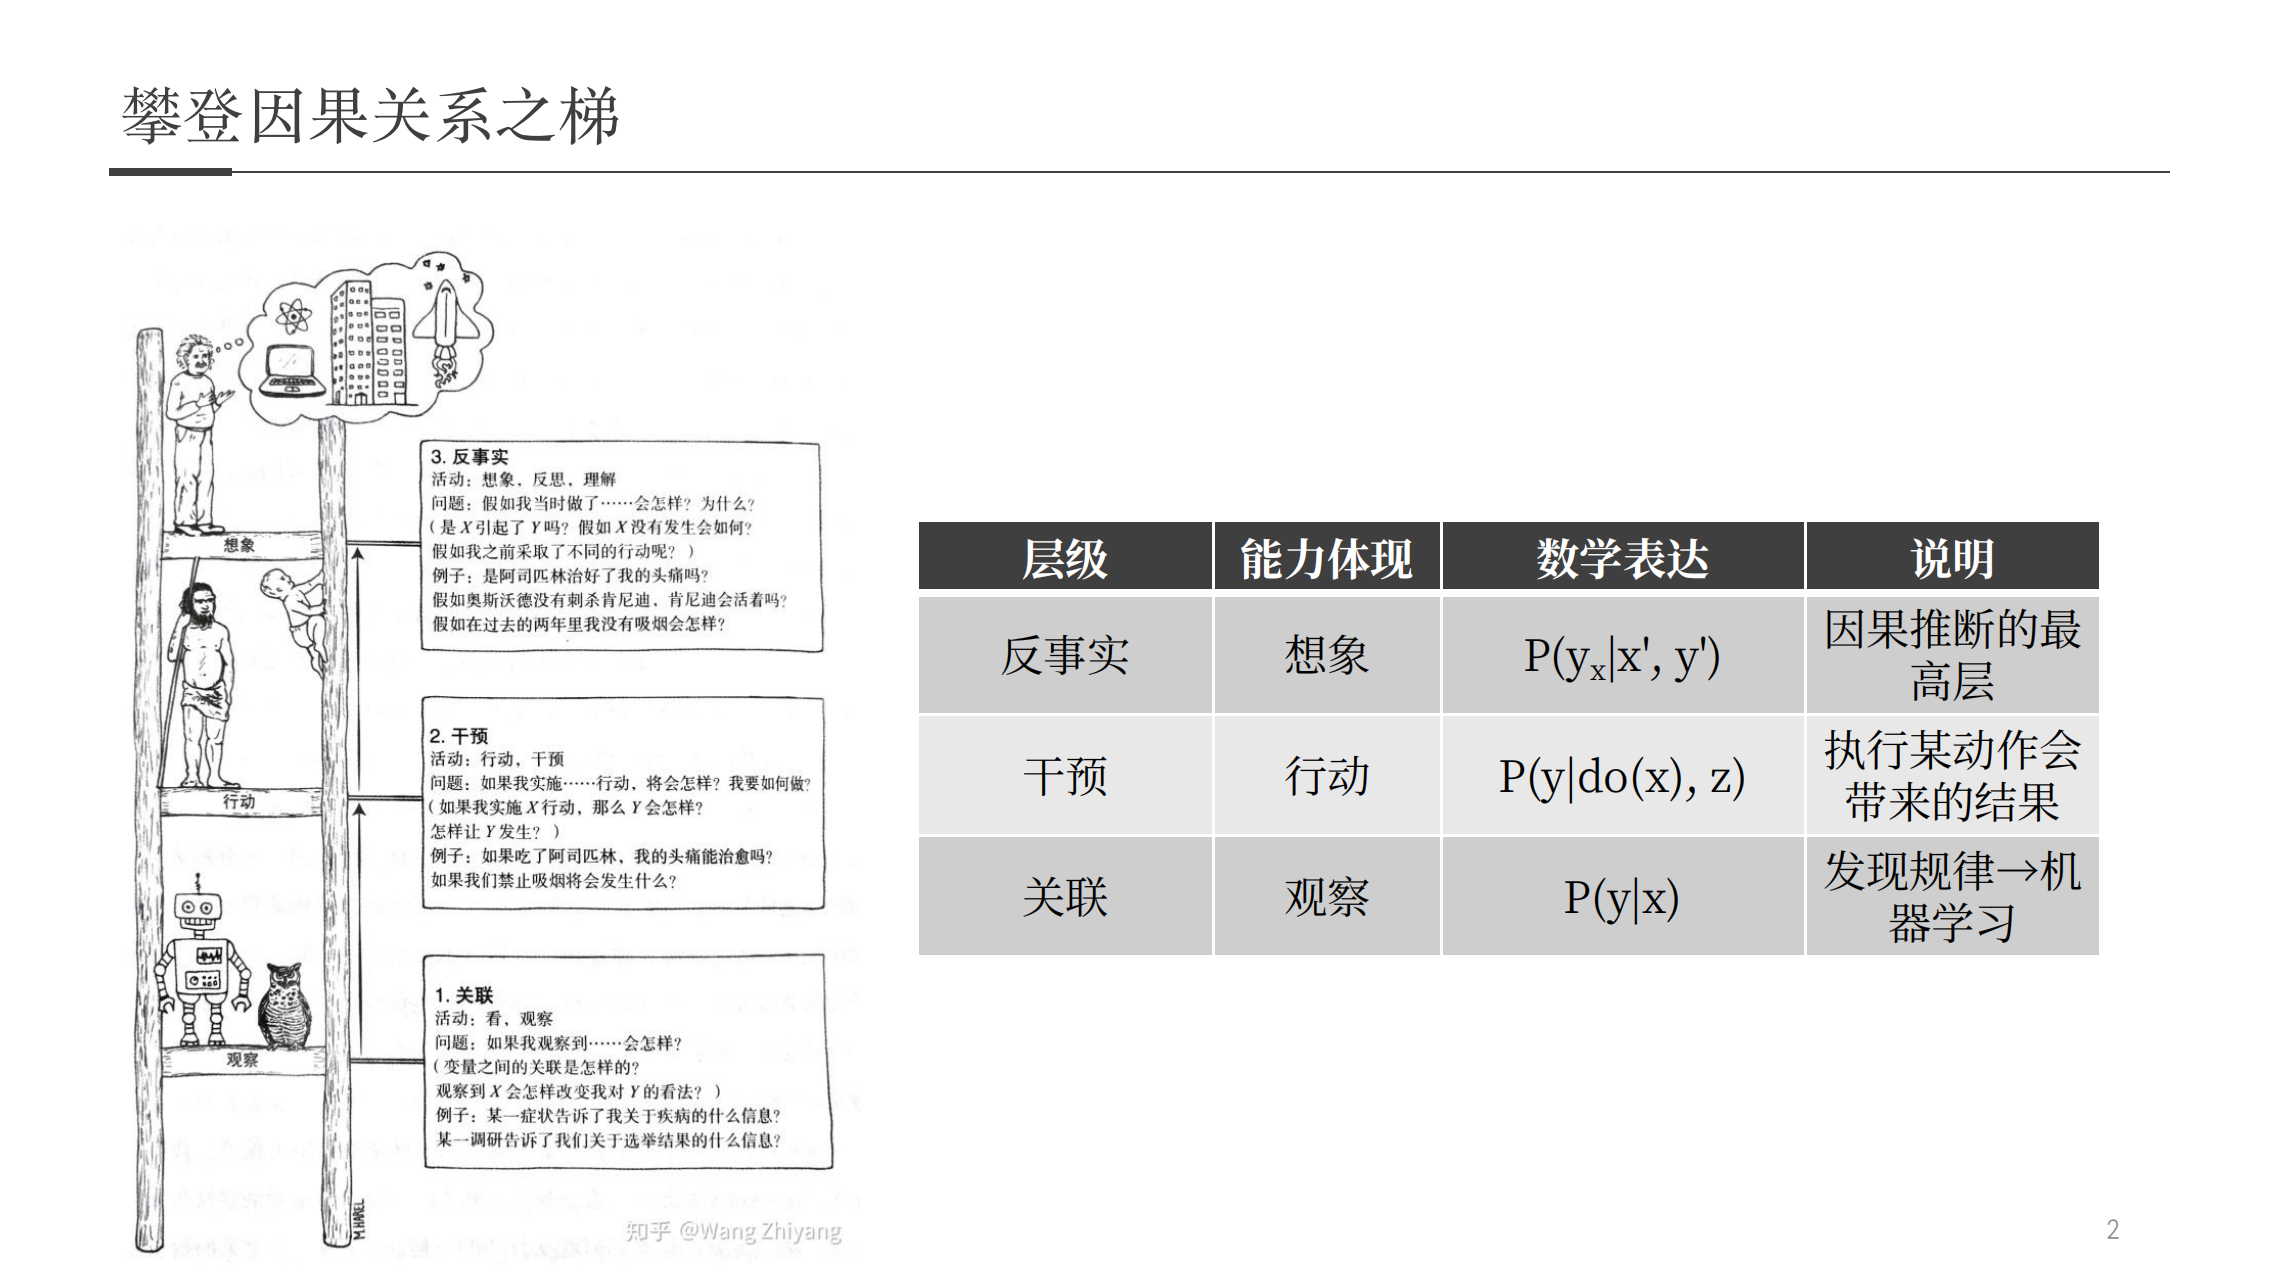 攀登因果关系之梯
3. 反事实
活动：想象，反思，理解
问题：假如我当时做了……会怎样？为什么？
（是 X 引起了 Y 吗？假如 X 没有发生会如何？
假如我之前采取了不同的行动呢？）
例子：是阿司匹林治好了我的头痛吗？
假如奥斯沃德没有刺杀肯尼迪，肯尼迪会活着吗？
假如在过去的两年里我没有吸烟会怎样？
想象
2. 干预
活动：行动，干预
问题：如果我实施……行动，将会怎样？我要如何做？
（如果我实施 X 行动，那么 Y 会怎样？
怎样让 Y 发生？）
例子：如果吃了阿司匹林，我的头痛能治愈吗？
如果我们禁止吸烟将会发生什么？
行动
1. 关联
活动：看，观察
问题：如果我观察到……会怎样？
（变量之间的关联是怎样的？
观察到 X 会怎样改变我对 Y 的看法？）
例子：某一症状告诉了我关于疾病的什么信息？
某一调研告诉了我们关于选举结果的什么信息？
观察
M.HAREL
知乎 @Wang Zhiyang
层级 能力体现 数学表达 说明
反事实 想象 P(yₓ|x', y') 因果推断的最
高层
干预 行动 P(y|do(x), z) 执行某动作会
带来的结果
关联 观察 P(y|x) 发现规律→机
器学习
2